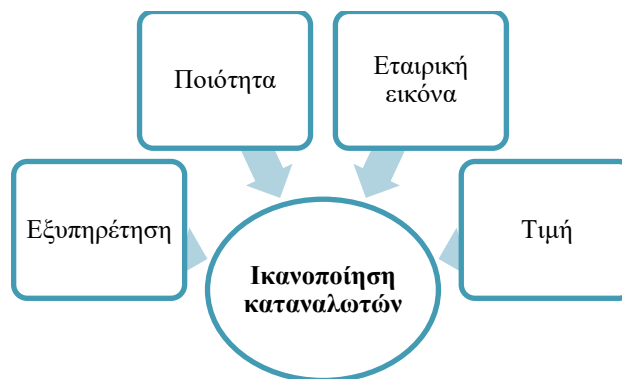 Ποιότητα
Εταιρική
εικόνα
Εξυπηρέτηση
Τιμή
Ικανοποίηση
καταναλωτών